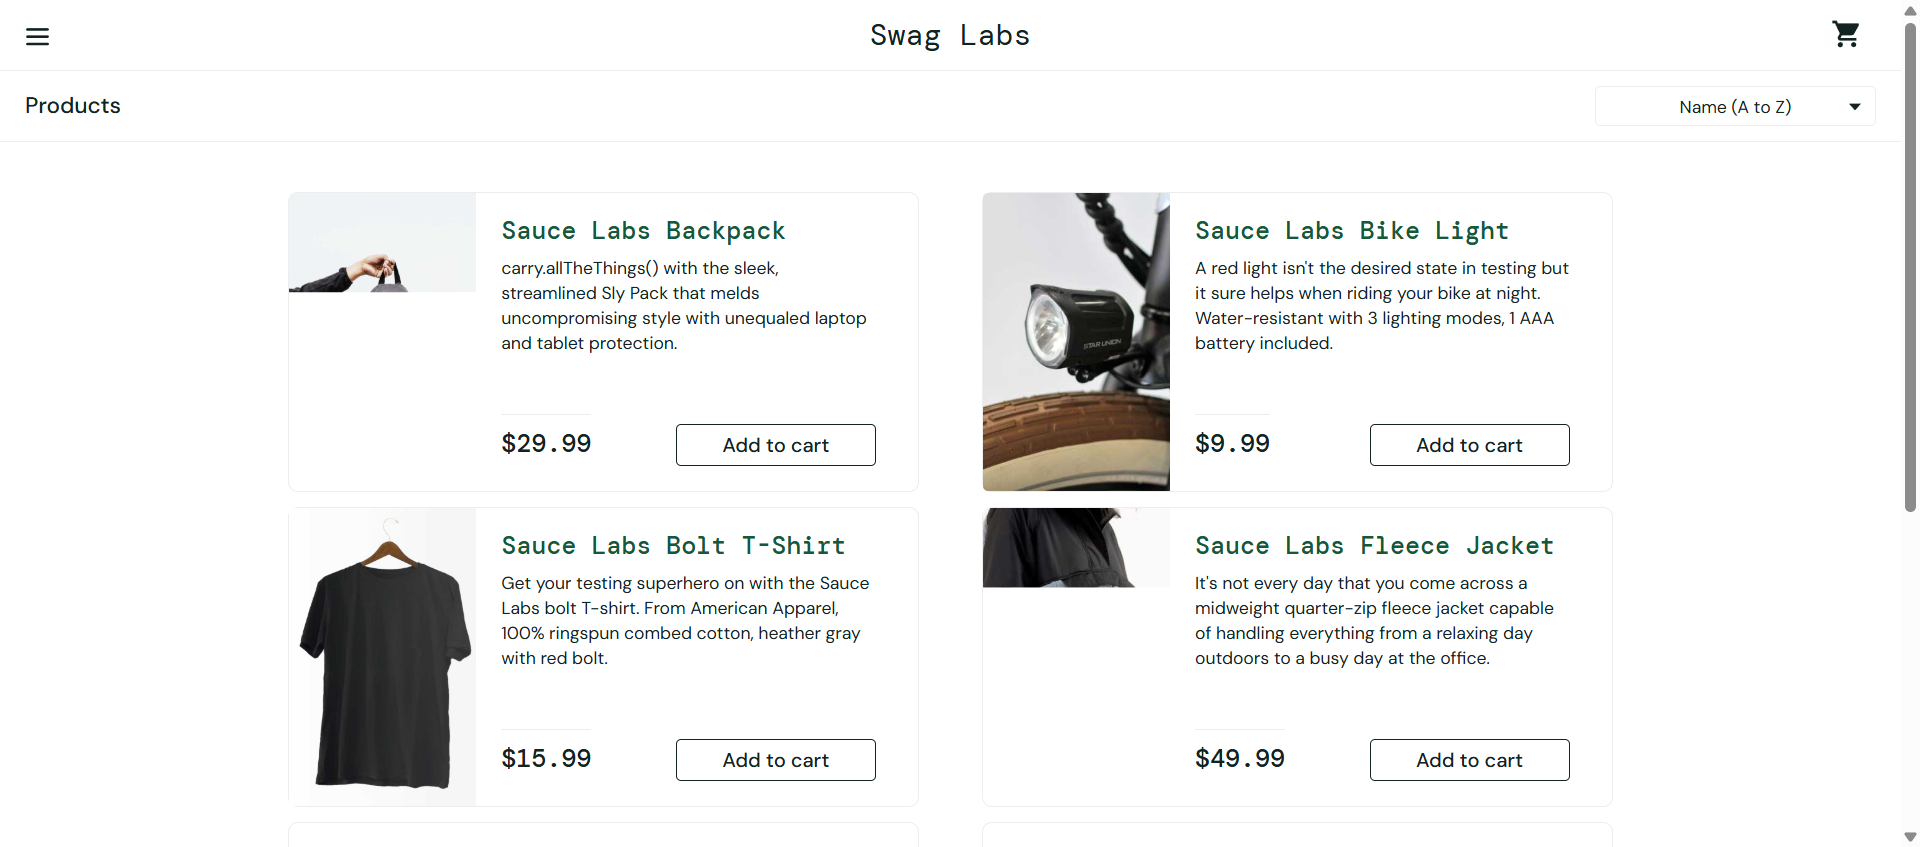 Swag Labs
Products
Name (A to Z)
Sauce Labs Backpack
carry.allTheThings() with the sleek,
streamlined Sly Pack that melds
uncompromising style with unequaled laptop
and tablet protection.
$29.99
Add to cart
Sauce Labs Bike Light
A red light isn't the desired state in testing but
it sure helps when riding your bike at night.
Water-resistant with 3 lighting modes, 1 AAA
battery included.
STAR UNION
$9.99
Add to cart
Sauce Labs Bolt T-Shirt
Get your testing superhero on with the Sauce
Labs bolt T-shirt. From American Apparel,
100% ringspun combed cotton, heather gray
with red bolt.
$15.99
Add to cart
Sauce Labs Fleece Jacket
It's not every day that you come across a
midweight quarter-zip fleece jacket capable
of handling everything from a relaxing day
outdoors to a busy day at the office.
$49.99
Add to cart